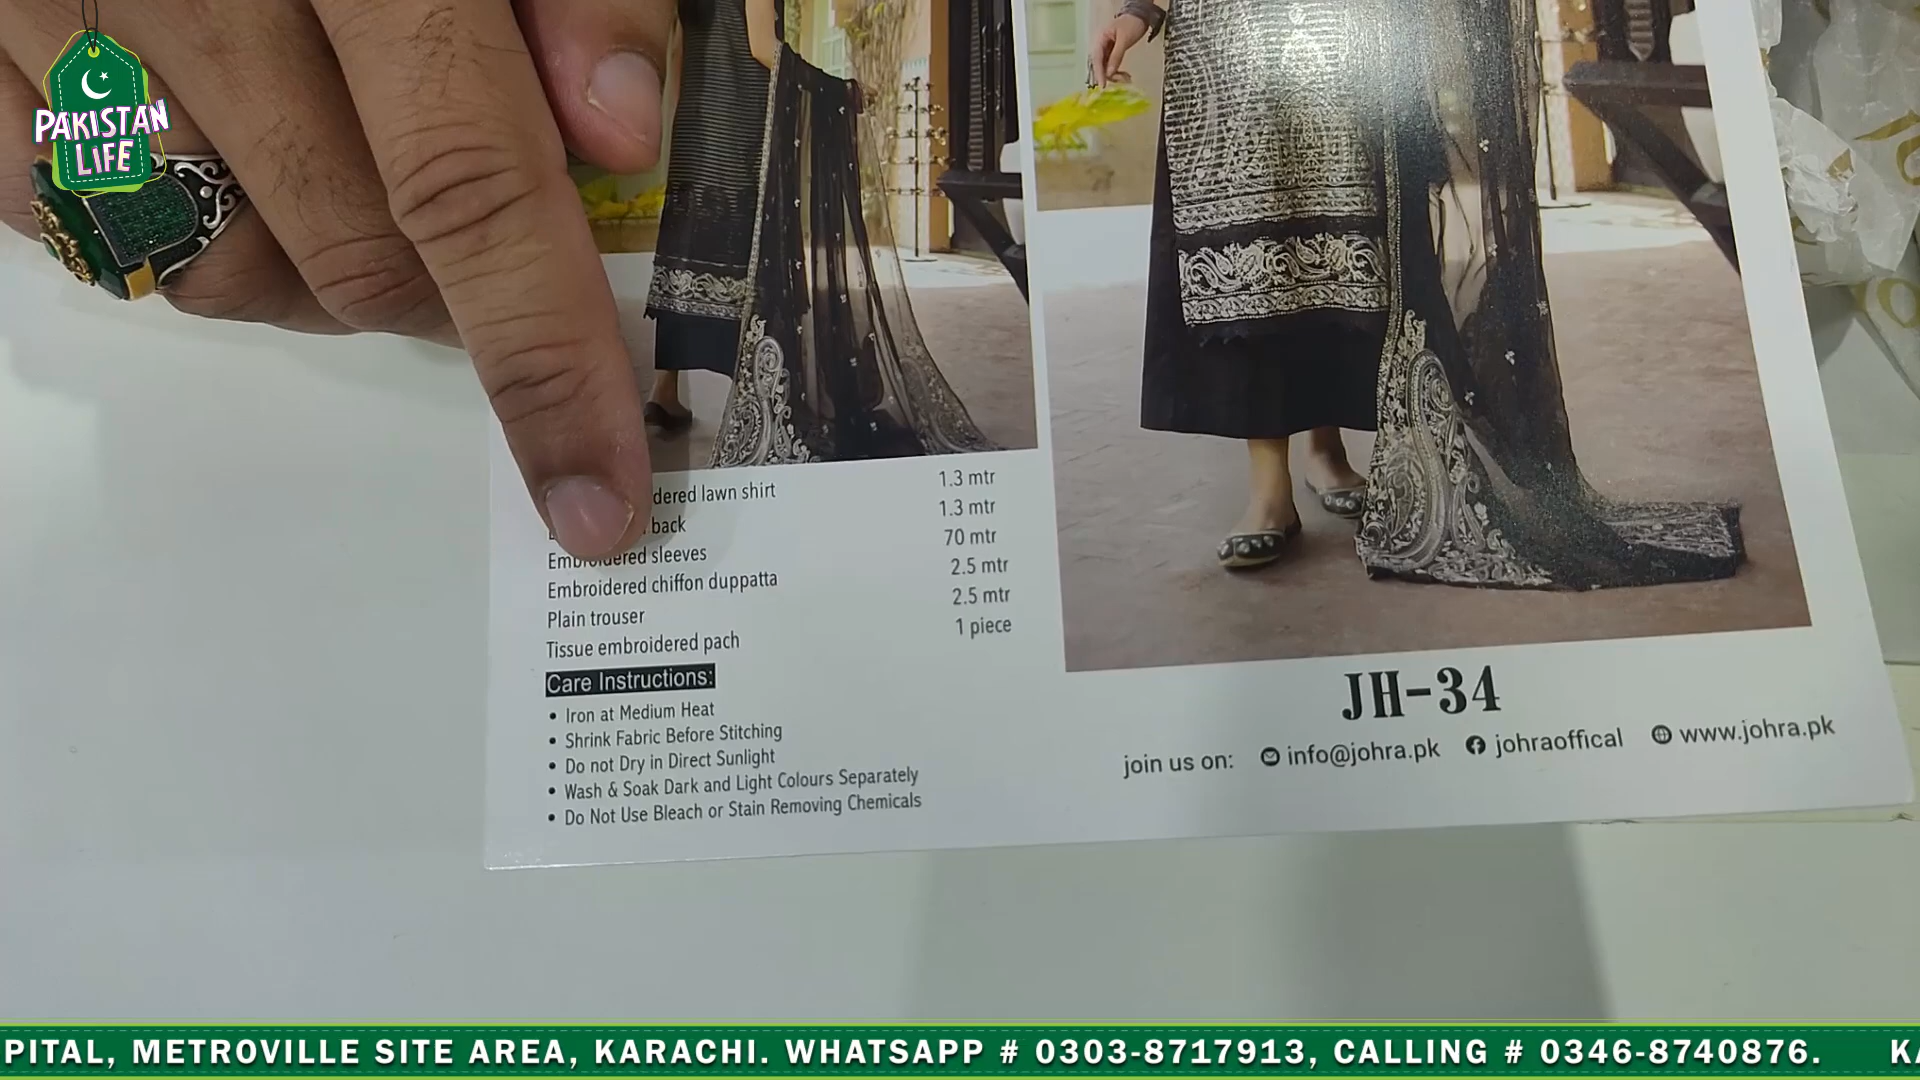 PAKISTAN
LIFE
dered lawn shirt 1.3 mtr
back 1.3 mtr
Embroidered sleeves 70 mtr
Embroidered chiffon duppatta 2.5 mtr
Plain trouser 2.5 mtr
Tissue embroidered pach 1 piece
Care Instructions:
• Iron at Medium Heat
• Shrink Fabric Before Stitching
• Do not Dry in Direct Sunlight
• Wash & Soak Dark and Light Colours Separately
• Do Not Use Bleach or Stain Removing Chemicals
JH-34
join us on: info@johra.pk johraoffical www.johra.pk
PITAL, METROVILLE SITE AREA, KARACHI. WHATSAPP # 0303-8717913, CALLING # 0346-8740876. KA